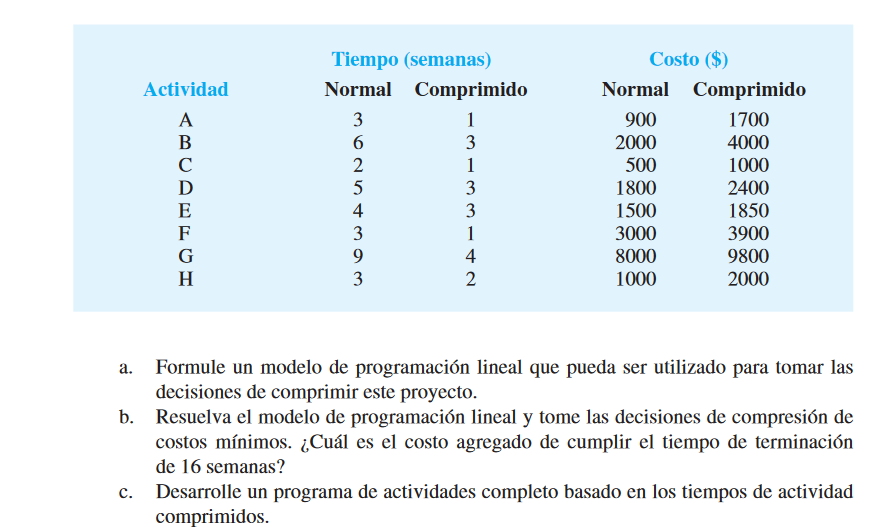 Tiempo (semanas) Costo ($)
Actividad Normal Comprimido Normal Comprimido
A 3 1 900 1700
B 6 3 2000 4000
C 2 1 500 1000
D 5 3 1800 2400
E 4 3 1500 1850
F 3 1 3000 3900
G 9 4 8000 9800
H 3 2 1000 2000
a. Formule un modelo de programación lineal que pueda ser utilizado para tomar las
decisiones de comprimir este proyecto.
b. Resuelva el modelo de programación lineal y tome las decisiones de compresión de
costos mínimos. ¿Cuál es el costo agregado de cumplir el tiempo de terminación
de 16 semanas?
c. Desarrolle un programa de actividades completo basado en los tiempos de actividad
comprimidos.